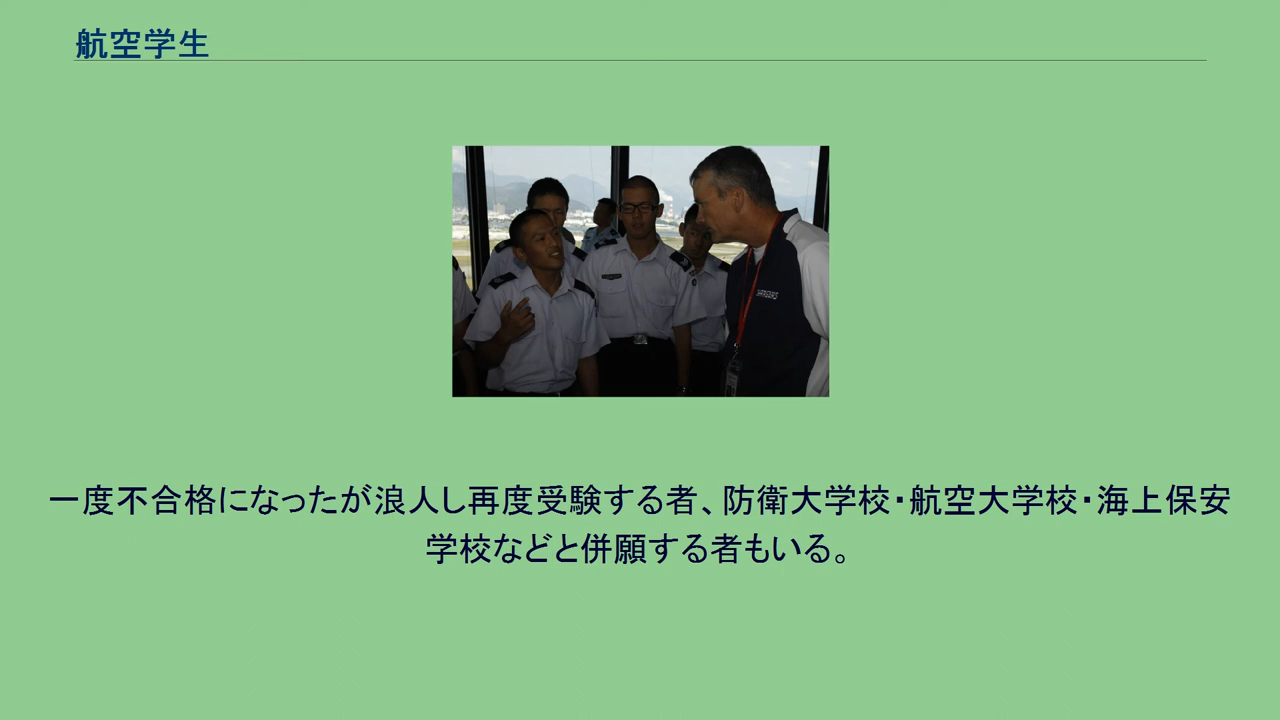 航空学生
一度不合格になったが浪人し再度受験する者、防衛大学校・航空大学校・海上保安
学校などと併願する者もいる。